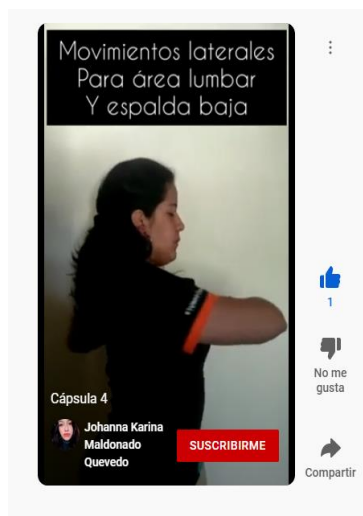 Movimientos laterales
Para área lumbar
Y espalda baja
1
No me
gusta
Cápsula 4
Johanna Karina
Maldonado
Quevedo
SUSCRIBIRME
Compartir